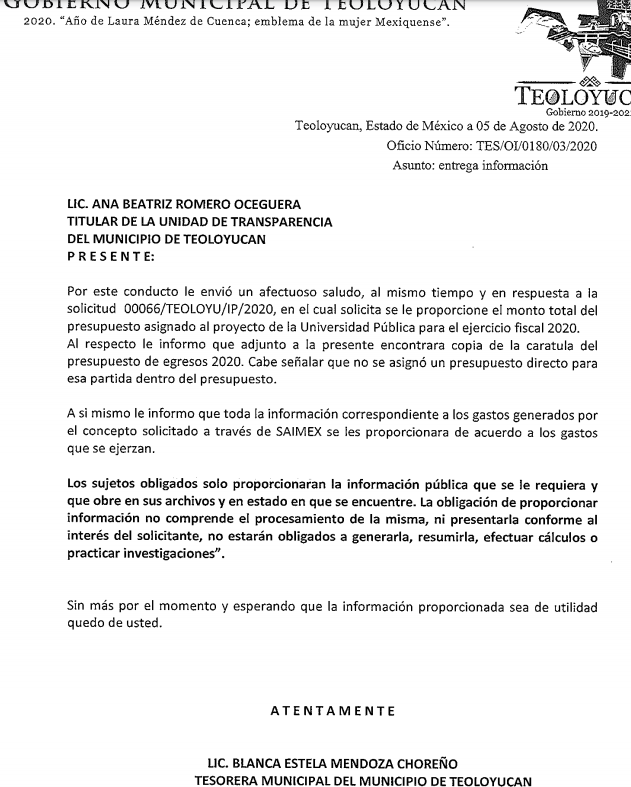 GOBIERNO MUNICIPAL DE TEOLOYUCAN
2020. “Año de Laura Méndez de Cuenca; emblema de la mujer Mexiquense”.
TEOLOYUC
Gobierno 2019-202
Teoloyucan, Estado de México a 05 de Agosto de 2020.
Oficio Número: TES/OI/0180/03/2020
Asunto: entrega información
LIC. ANA BEATRIZ ROMERO OCEGUERA
TITULAR DE LA UNIDAD DE TRANSPARENCIA
DEL MUNICIPIO DE TEOLOYUCAN
P R E S E N T E:
Por este conducto le envió un afectuoso saludo, al mismo tiempo y en respuesta a la
solicitud 00066/TEOLOYU/IP/2020, en el cual solicita se le proporcione el monto total del
presupuesto asignado al proyecto de la Universidad Pública para el ejercicio fiscal 2020.
Al respecto le informo que adjunto a la presente encontrara copia de la caratula del
presupuesto de egresos 2020. Cabe señalar que no se asignó un presupuesto directo para
esa partida dentro del presupuesto.
A si mismo le informo que toda la información correspondiente a los gastos generados por
el concepto solicitado a través de SAIMEX se les proporcionara de acuerdo a los gastos
que se ejerzan.
Los sujetos obligados solo proporcionaran la información pública que se le requiera y
que obre en sus archivos y en estado en que se encuentre. La obligación de proporcionar
información no comprende el procesamiento de la misma, ni presentarla conforme al
interés del solicitante, no estarán obligados a generarla, resumirla, efectuar cálculos o
practicar investigaciones”.
Sin más por el momento y esperando que la información proporcionada sea de utilidad
quedo de usted.
A T E N T A M E N T E
LIC. BLANCA ESTELA MENDOZA CHOREÑO
TESORERA MUNICIPAL DEL MUNICIPIO DE TEOLOYUCAN